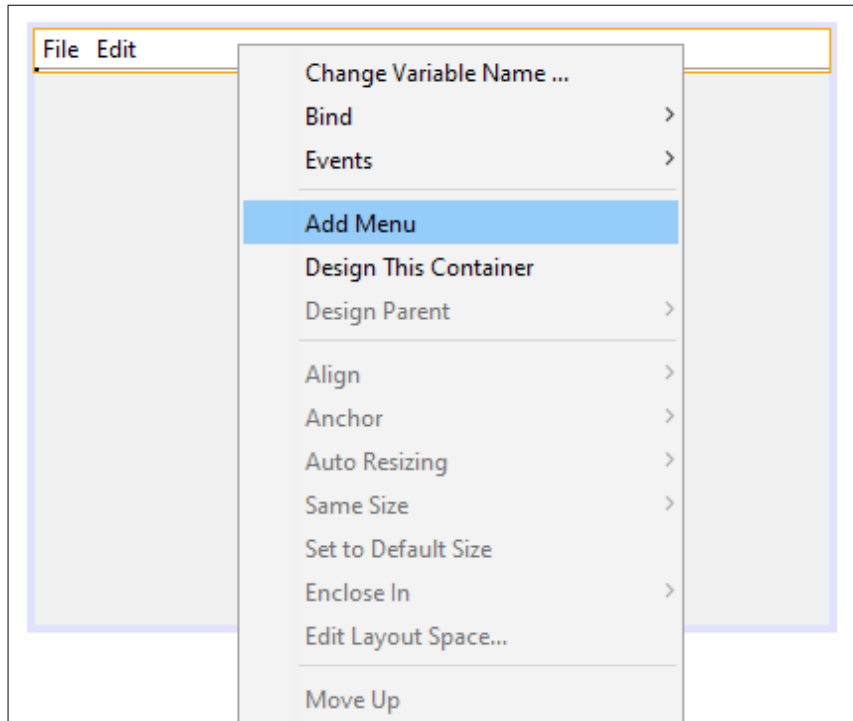 File Edit
Change Variable Name ...
Bind
Events
Add Menu
Design This Container
Design Parent
Align
Anchor
Auto Resizing
Same Size
Set to Default Size
Enclose In
Edit Layout Space...
Move Up